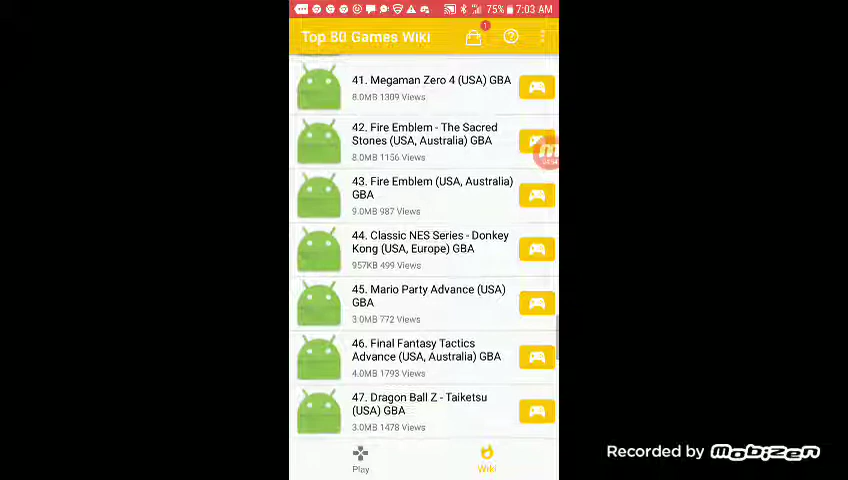 75% 7:03 AM
Top 80 Games Wiki
1
41. Megaman Zero 4 (USA) GBA
8.0MB 1309 Views
42. Fire Emblem - The Sacred
Stones (USA, Australia) GBA
8.0MB 1156 Views
43. Fire Emblem (USA, Australia)
GBA
9.0MB 987 Views
44. Classic NES Series - Donkey
Kong (USA, Europe) GBA
957KB 499 Views
45. Mario Party Advance (USA)
GBA
3.0MB 772 Views
46. Final Fantasy Tactics
Advance (USA, Australia) GBA
4.0MB 1793 Views
47. Dragon Ball Z - Taiketsu
(USA) GBA
3.0MB 1478 Views
Play
Wiki
Recorded by Mobizen